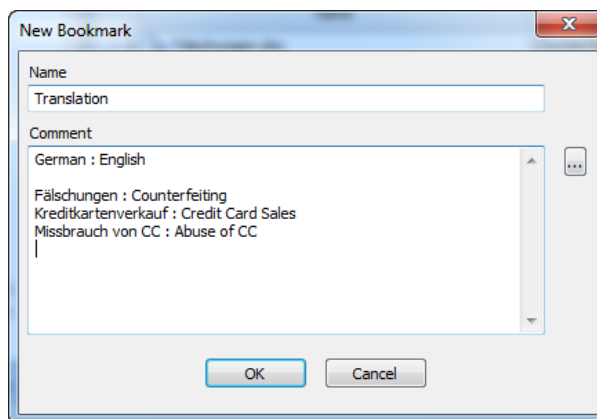 New Bookmark
Name
Translation
Comment
German : English
Fälschungen : Counterfeiting
Kreditkartenverkauf : Credit Card Sales
Missbrauch von CC : Abuse of CC
...
OK
Cancel